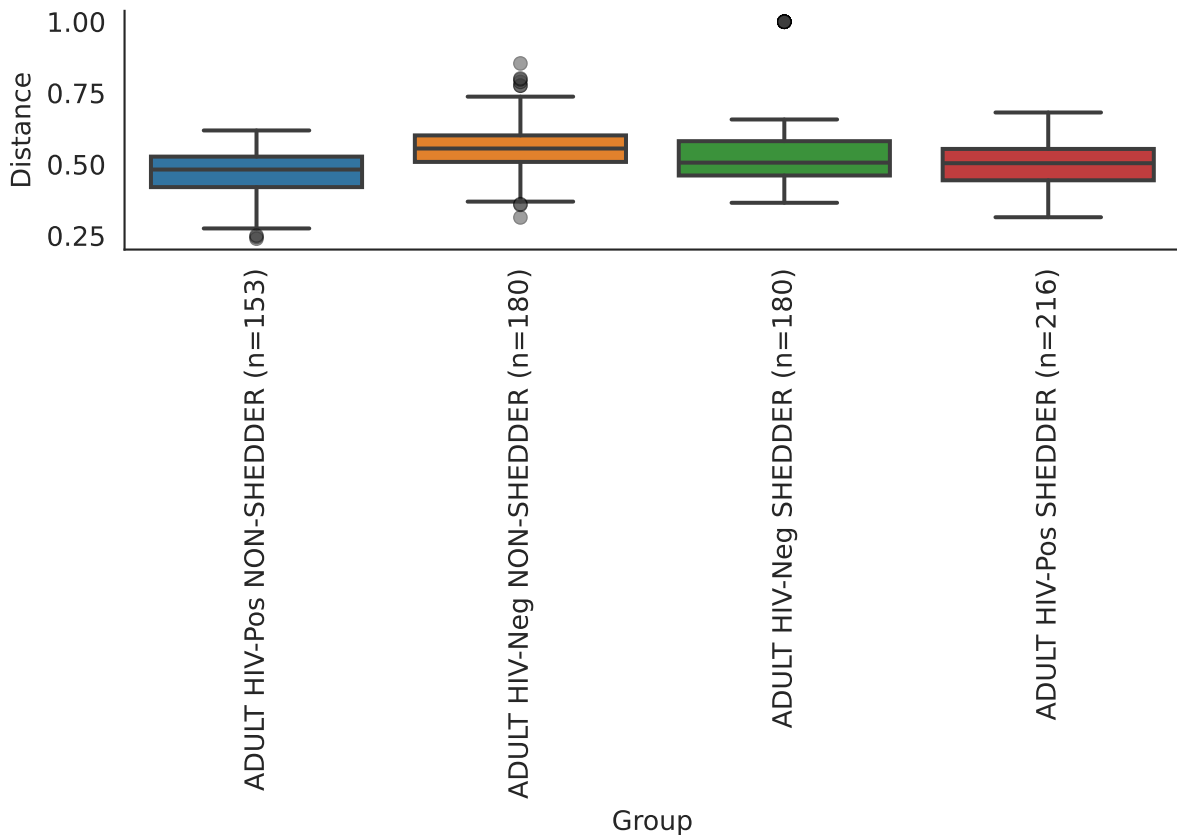 1.00
0.75
0.50
0.25
Distance
ADULT HIV-Pos NON-SHEDDER (n=153)
ADULT HIV-Neg NON-SHEDDER (n=180)
ADULT HIV-Neg SHEDDER (n=180)
ADULT HIV-Pos SHEDDER (n=216)
Group